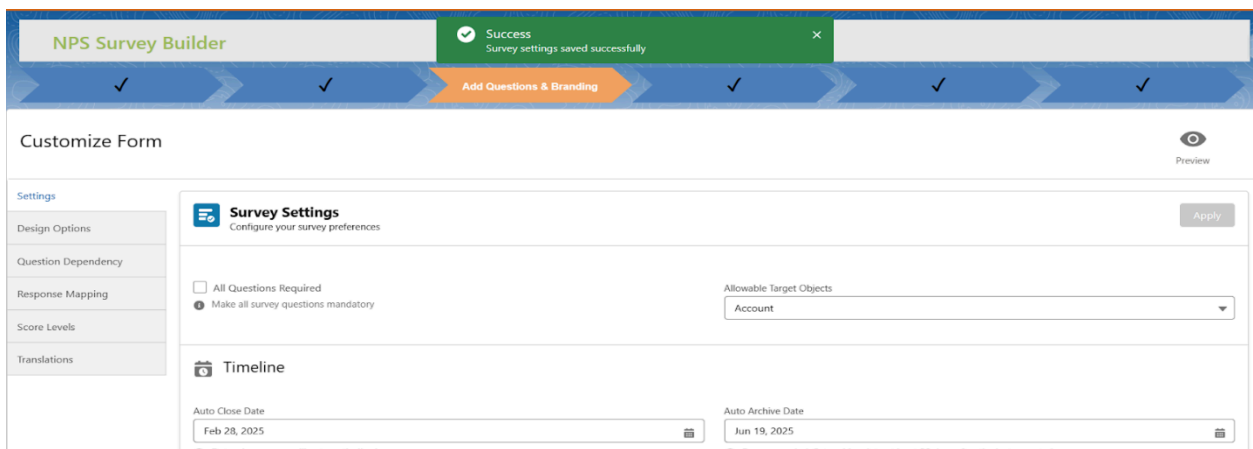 NPS Survey Builder
Success
Survey settings saved successfully
Add Questions & Branding
Customize Form
Preview
Settings
Design Options
Question Dependency
Response Mapping
Score Levels
Translations
Survey Settings
Configure your survey preferences
Apply
All Questions Required
Make all survey questions mandatory
Allowable Target Objects
Account
Timeline
Auto Close Date
Feb 28, 2025
Auto Archive Date
Jun 19, 2025